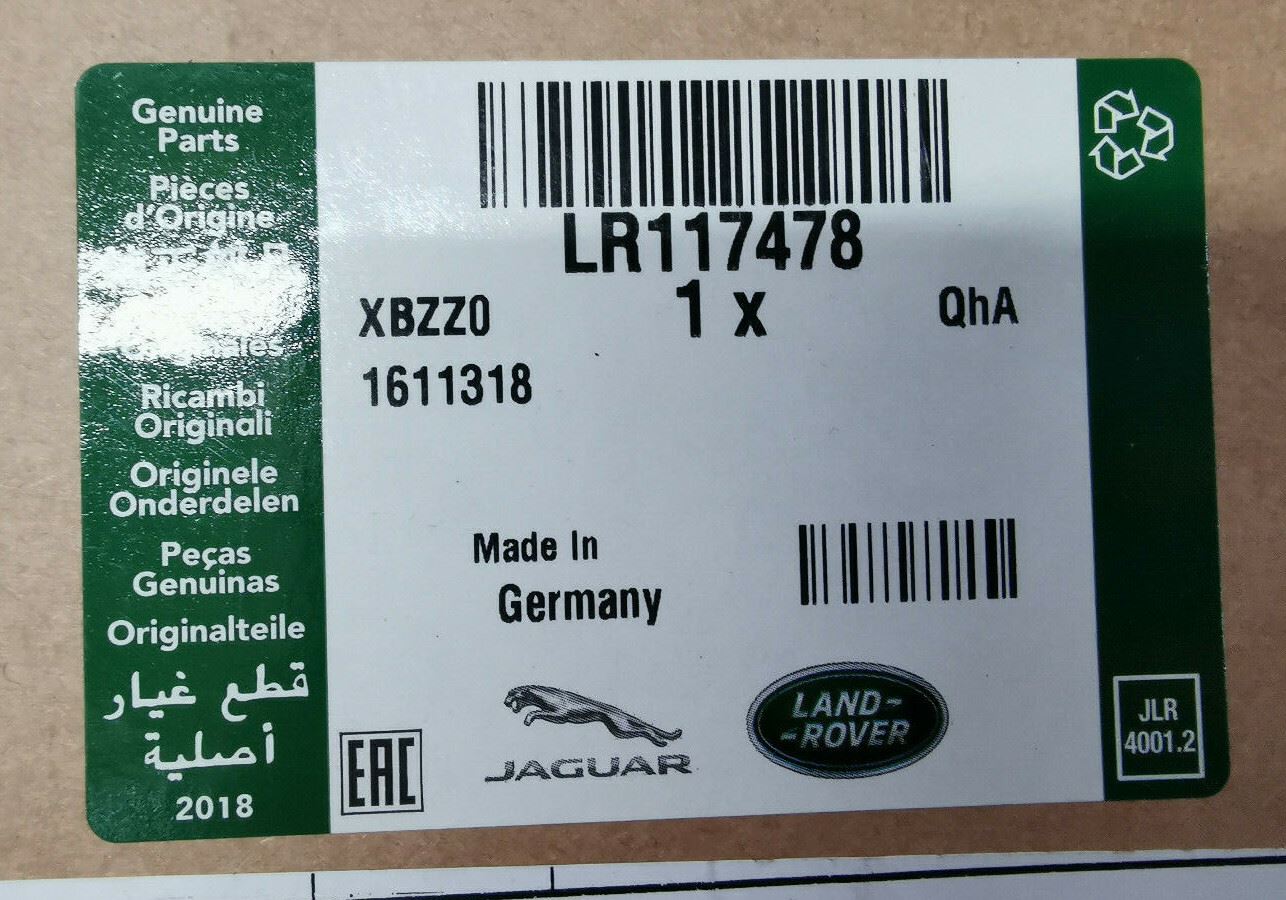 Genuine
Parts
Pièces
d'Origine
Ricambi
Originali
Originele
Onderdelen
Peças
Genuinas
Originalteile
قطع غيار
أصلية
2018
LR117478
XBZZ0
1 x
QhA
1611318
Made In
Germany
EAC
JAGUAR
LAND-
-ROVER
JLR
4001.2